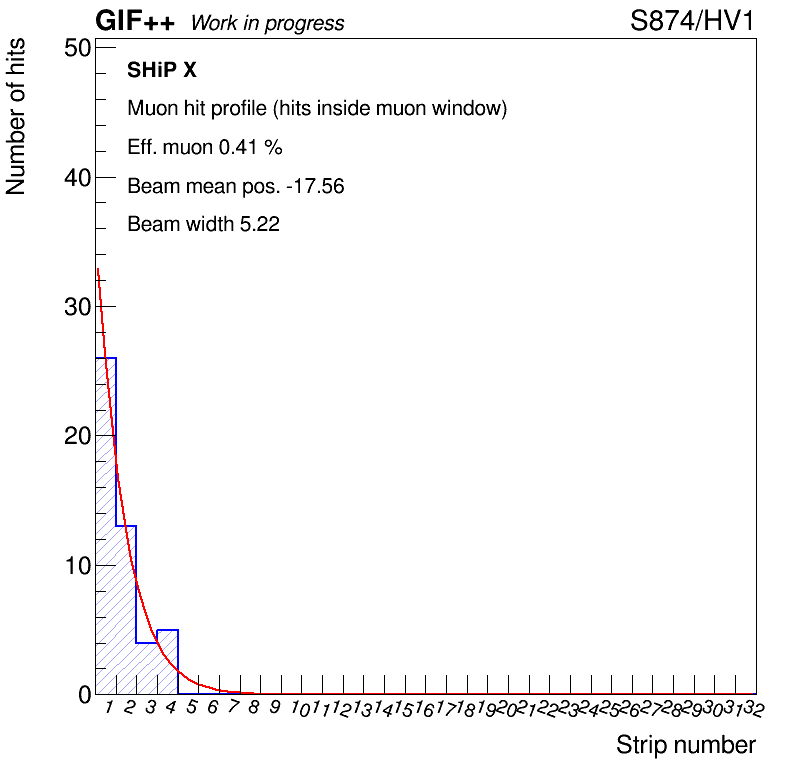 GIF++ Work in progress S874/HV1
Number of hits
50
SHiP X
Muon hit profile (hits inside muon window)
Eff. muon 0.41 %
40
Beam mean pos. -17.56
Beam width 5.22
30
20
10
0
1 2 3 4 5 6 7 8 9 10 11 12 13 14 15 16 17 18 19 20 21 22 23 24 25 26 27 28 29 30 31 32
Strip number